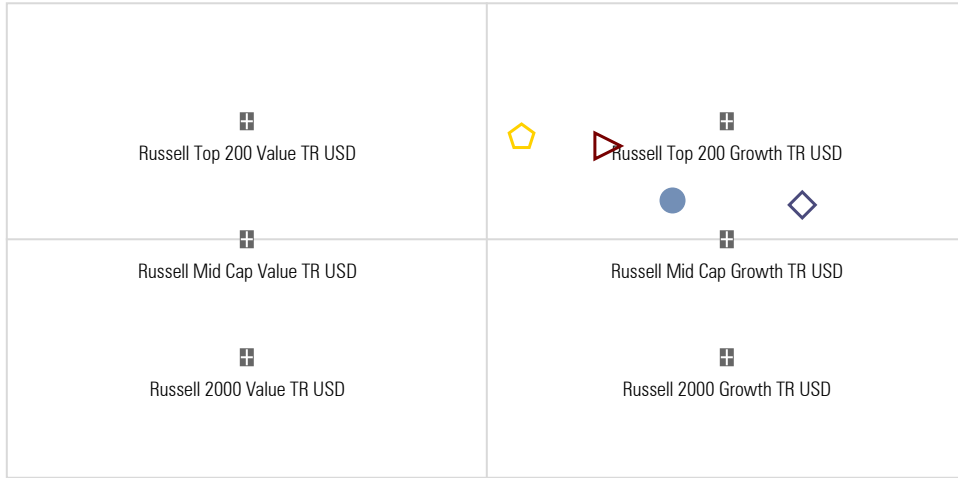 Russell Top 200 Value TR USD
Russell Top 200 Growth TR USD
Russell Mid Cap Value TR USD
Russell Mid Cap Growth TR USD
Russell 2000 Value TR USD
Russell 2000 Growth TR USD